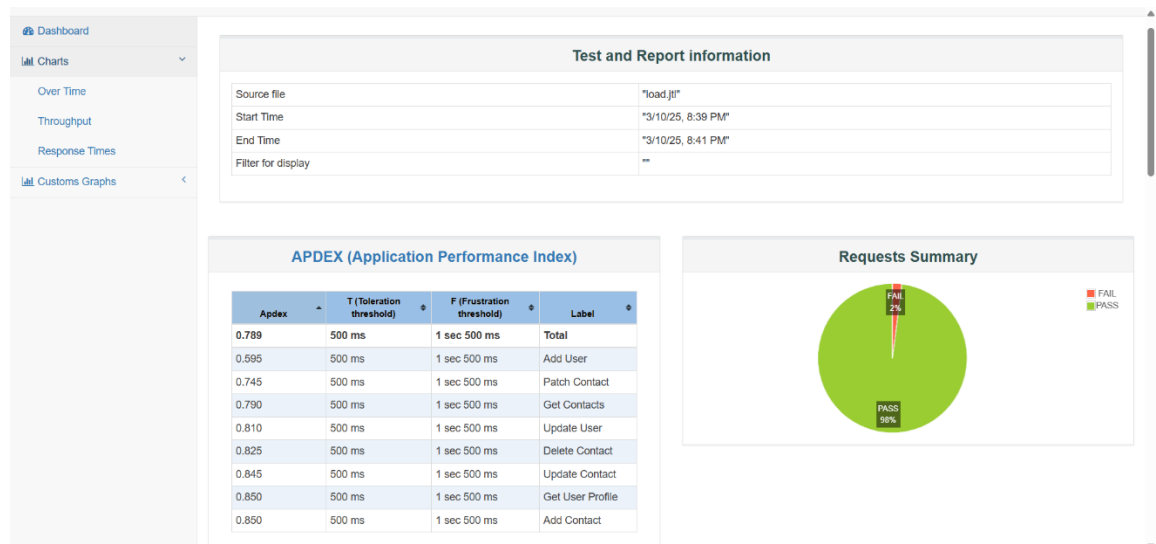 Dashboard
Charts
Over Time
Throughput
Response Times
Customs Graphs
Test and Report information
Source file "load.jtl"
Start Time "3/10/25, 8:39 PM"
End Time "3/10/25, 8:41 PM"
Filter for display ""
APDEX (Application Performance Index)
Apdex T (Toleration threshold) F (Frustration threshold) Label
0.789 500 ms 1 sec 500 ms Total
0.595 500 ms 1 sec 500 ms Add User
0.745 500 ms 1 sec 500 ms Patch Contact
0.790 500 ms 1 sec 500 ms Get Contacts
0.810 500 ms 1 sec 500 ms Update User
0.825 500 ms 1 sec 500 ms Delete Contact
0.845 500 ms 1 sec 500 ms Update Contact
0.850 500 ms 1 sec 500 ms Get User Profile
0.850 500 ms 1 sec 500 ms Add Contact
Requests Summary
FAIL
2%
PASS
98%
FAIL
PASS